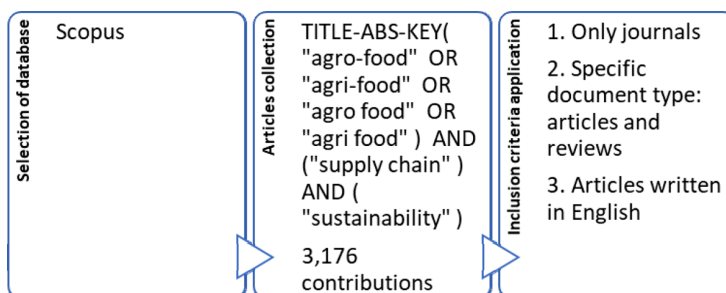 Selection of database
Scopus
Articles collection
TITLE-ABS-KEY(
"agro-food" OR
"agri-food" OR
"agro food" OR
"agri food" ) AND
("supply chain" )
AND (
"sustainability" )
3,176
contributions
Inclusion criteria application
1. Only journals
2. Specific
document type:
articles and
reviews
3. Articles written
in English